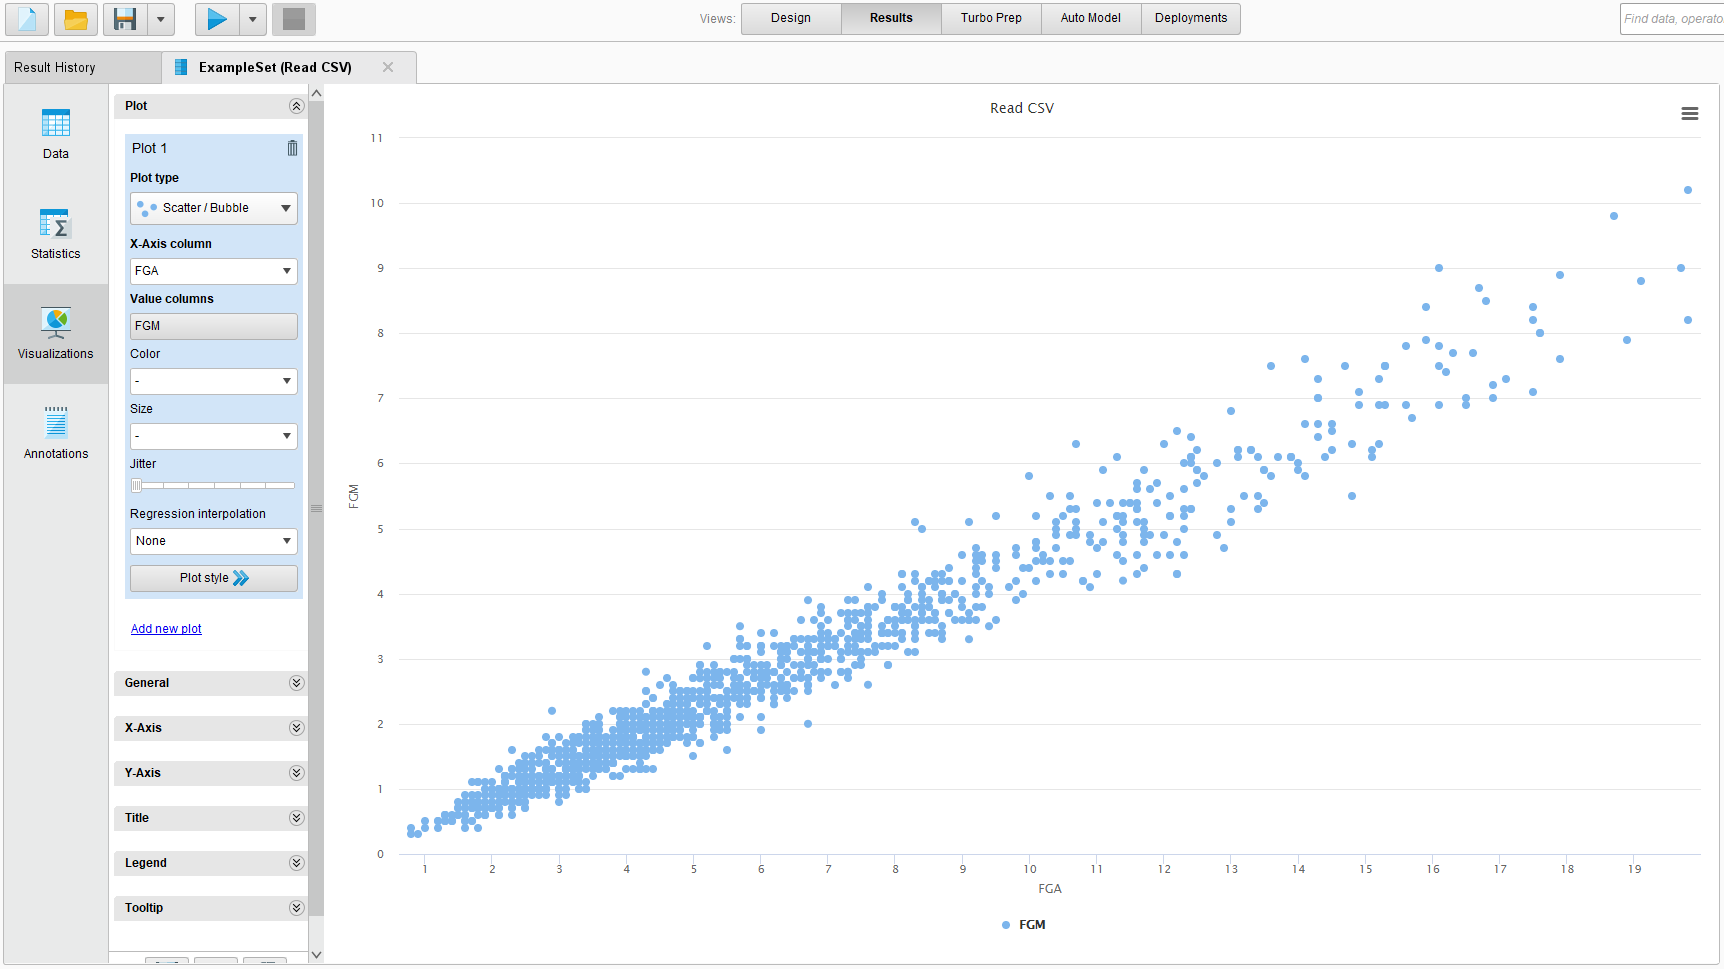 Views:
Design
Results
Turbo Prep
Auto Model
Deployments
Find data, operato
Result History
ExampleSet (Read CSV)
Data
Statistics
Visualizations
Annotations
Plot
Plot 1
Plot type
Scatter / Bubble
X-Axis column
FGA
Value columns
FGM
Color
-
Size
-
Jitter
Regression interpolation
None
Plot style
Add new plot
General
X-Axis
Y-Axis
Title
Legend
Tooltip
Read CSV
11
10
9
8
7
6
5
4
3
2
1
0
FGM
1 2 3 4 5 6 7 8 9 10 11 12 13 14 15 16 17 18 19
FGA
FGM